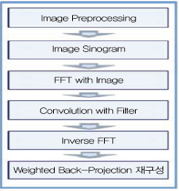 Image Preprocessing
Image Sinogram
FFT with Image
Convolution with Filter
Inverse FFT
Weighted Back-Projection 재구성